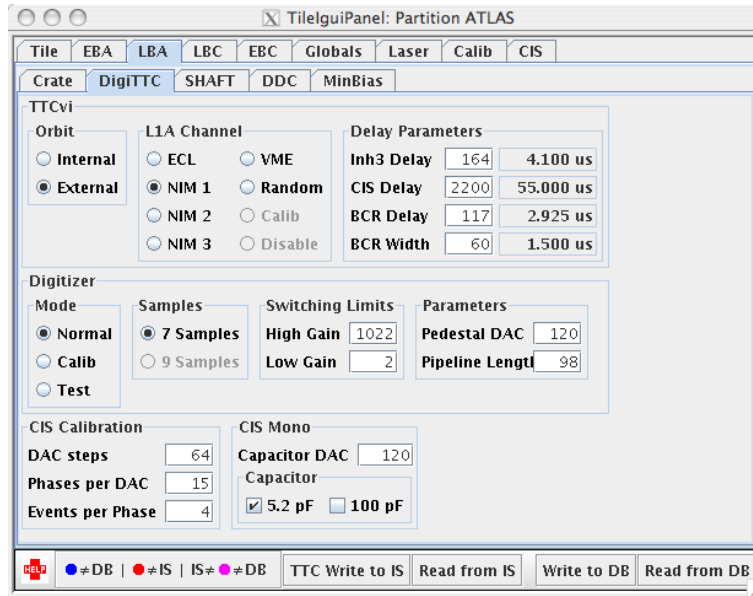 TileIguiPanel: Partition ATLAS
Tile EBA LBA LBC EBC Globals Laser Calib CIS
Crate DigiTTC SHAFT DDC MinBias
TTCvi
Orbit L1A Channel Delay Parameters
Internal ECL VME Inh3 Delay 164 4.100 us
External NIM 1 Random CIS Delay 2200 55.000 us
NIM 2 Calib BCR Delay 117 2.925 us
NIM 3 Disable BCR Width 60 1.500 us
Digitizer
Mode Samples Switching Limits Parameters
Normal 7 Samples High Gain 1022 Pedestal DAC 120
Calib 9 Samples Low Gain 2 Pipeline Lengt 98
Test
CIS Calibration CIS Mono
DAC steps 64 Capacitor DAC 120
Phases per DAC 15 Capacitor
Events per Phase 4 5.2 pF 100 pF
HELP ≠DB | ≠IS | IS≠ ≠DB TTC Write to IS Read from IS Write to DB Read from DB